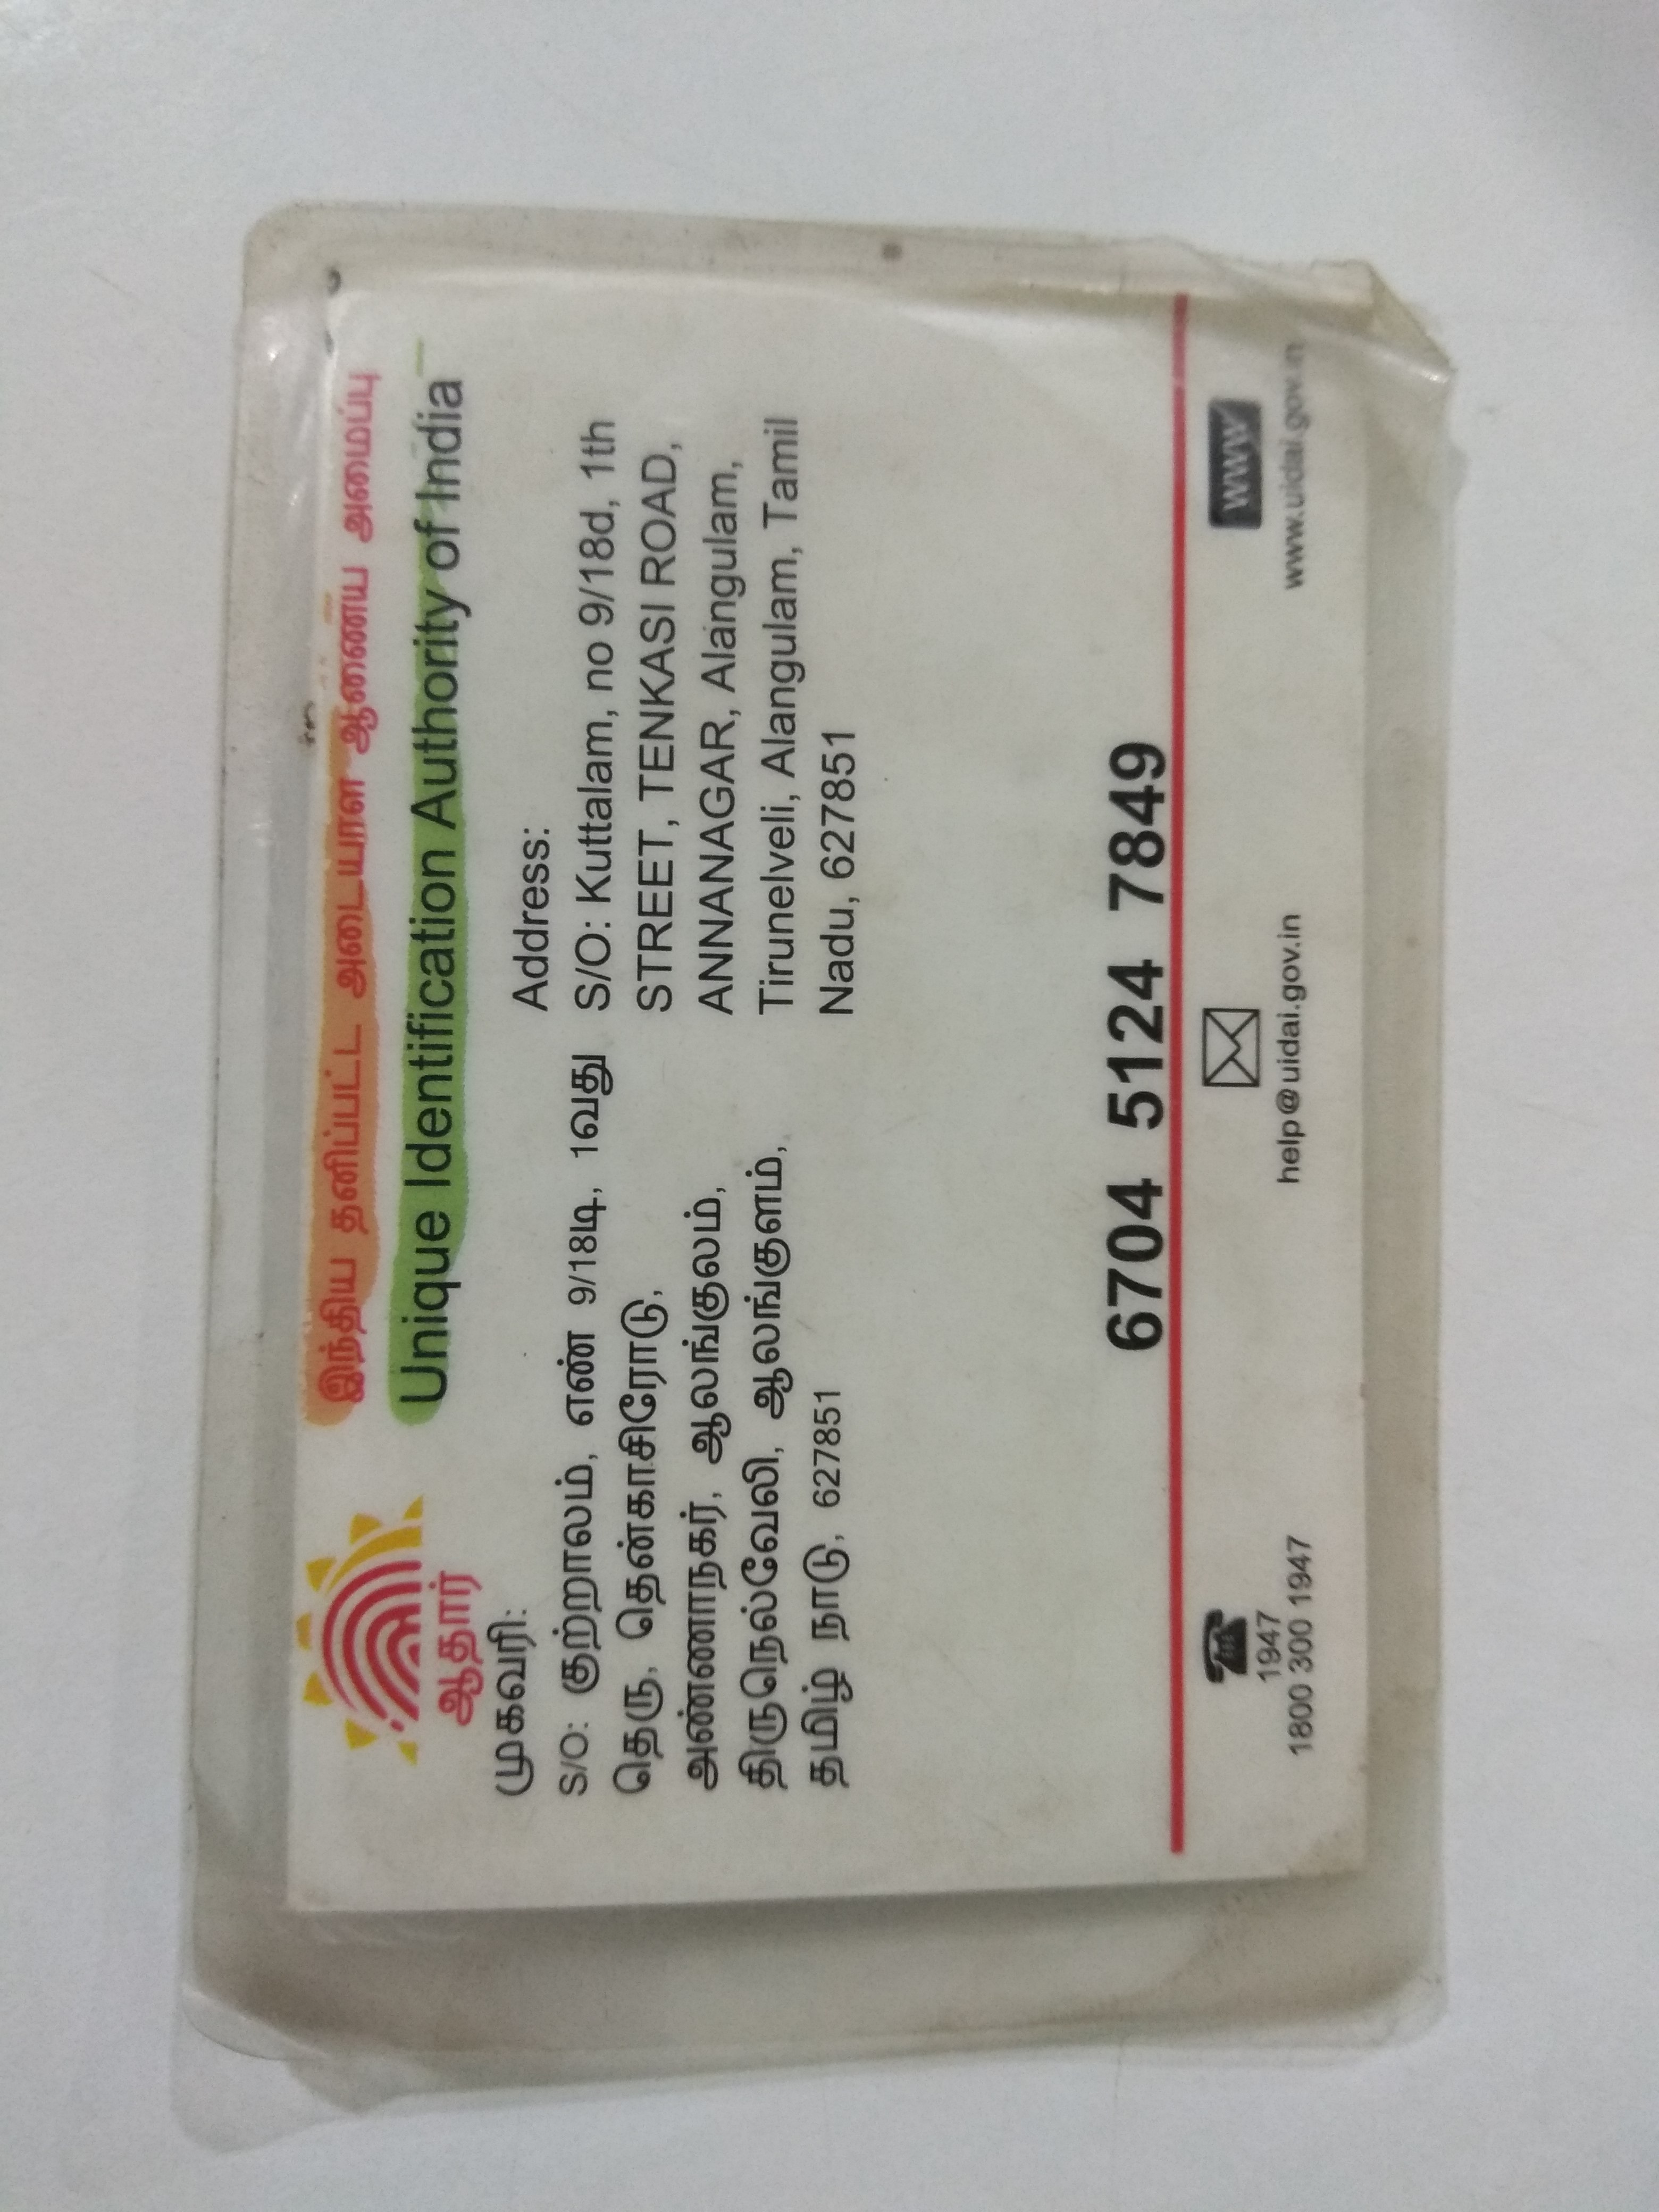 இந்திய தனிப்பட்ட அடையாள ஆணைய அமைப்பு
Unique Identification Authority of India
ஆதார்
முகவரி:
S/O: குற்றாலம், எண் 9/18டி, 1வது
தெரு, தென்காசிரோடு,
அண்ணாநகர், ஆலங்குலம்,
திருநெல்வேலி, ஆலங்குளம்,
தமிழ் நாடு, 627851
Address:
S/O: Kuttalam, no 9/18d, 1th
STREET, TENKASI ROAD,
ANNANAGAR, Alangulam,
Tirunelveli, Alangulam, Tamil
Nadu, 627851
6704 5124 7849
1947
1800 300 1947
help@uidai.gov.in
www
www.uidai.gov.in